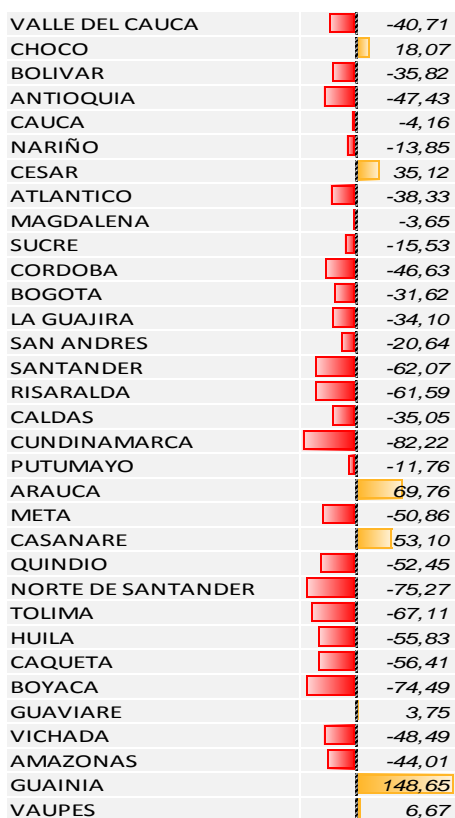 VALLE DEL CAUCA -40,71
CHOCO 18,07
BOLIVAR -35,82
ANTIOQUIA -47,43
CAUCA -4,16
NARIÑO -13,85
CESAR 35,12
ATLANTICO -38,33
MAGDALENA -3,65
SUCRE -15,53
CORDOBA -46,63
BOGOTA -31,62
LA GUAJIRA -34,10
SAN ANDRES -20,64
SANTANDER -62,07
RISARALDA -61,59
CALDAS -35,05
CUNDINAMARCA -82,22
PUTUMAYO -11,76
ARAUCA 69,76
META -50,86
CASANARE 53,10
QUINDIO -52,45
NORTE DE SANTANDER -75,27
TOLIMA -67,11
HUILA -55,83
CAQUETA -56,41
BOYACA -74,49
GUAVIARE 3,75
VICHADA -48,49
AMAZONAS -44,01
GUAINIA 148,65
VAUPES 6,67